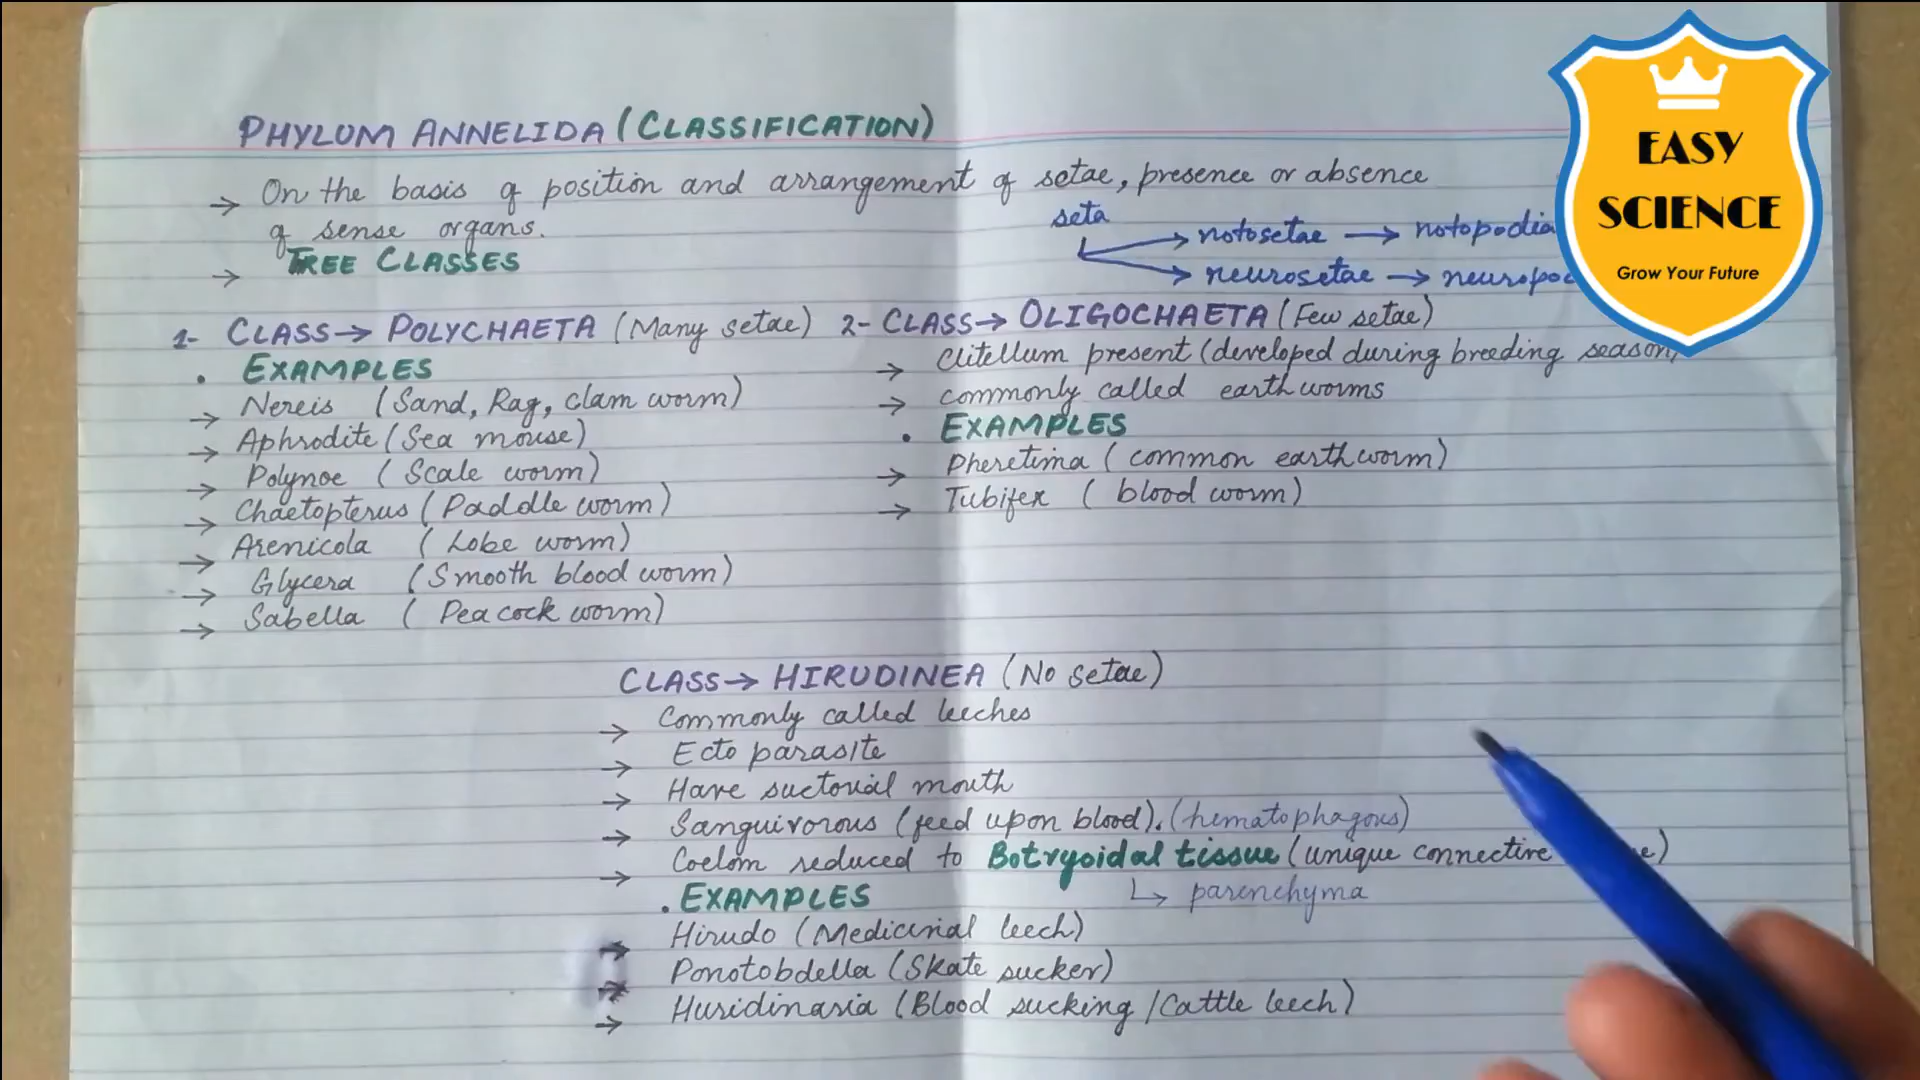 PHYLUM ANNELIDA (CLASSIFICATION)
→ On the basis of position and arrangement of setae, presence or absence
of sense organs.
→ TREE CLASSES
seta
→ notosetae → notopodia
→ neurosetae → neuropo
1- CLASS → POLYCHAETA (Many setae)
. EXAMPLES
→ Nereis (Sand, Rag, clam worm)
→ Aphrodite (Sea mouse)
→ Polynoe (Scale worm)
→ Chaetopterus (Paddle worm)
→ Arenicola (Lobe worm)
→ Glycera (Smooth blood worm)
→ Sabella (Peacock worm)
2- CLASS → OLIGOCHAETA (Few setae)
→ Clitellum present (developed during breeding season)
→ commonly called earthworms
. EXAMPLES
→ Pheretima (common earthworm)
→ Tubifex (blood worm)
CLASS → HIRUDINEA (No setae)
→ Commonly called leeches
→ Ecto parasite
→ Have suctorial mouth
→ Sanguivorous (feed upon blood). (hematophagous)
→ Coelom reduced to Botryoidal tissue (unique connective
↳ parenchyma
. EXAMPLES
→ Hirudo (Medicinal leech)
→ Ponotobdella (Skate sucker)
→ Huridinaria (Blood sucking / Cattle leech)
EASY
SCIENCE
Grow Your Future